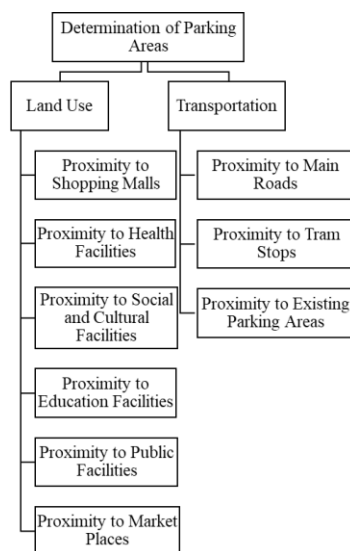 Determination of Parking
Areas
Land Use
Transportation
Proximity to
Shopping Malls
Proximity to Health
Facilities
Proximity to Social
and Cultural
Facilities
Proximity to
Education Facilities
Proximity to Public
Facilities
Proximity to Market
Places
Proximity to Main
Roads
Proximity to Tram
Stops
Proximity to Existing
Parking Areas